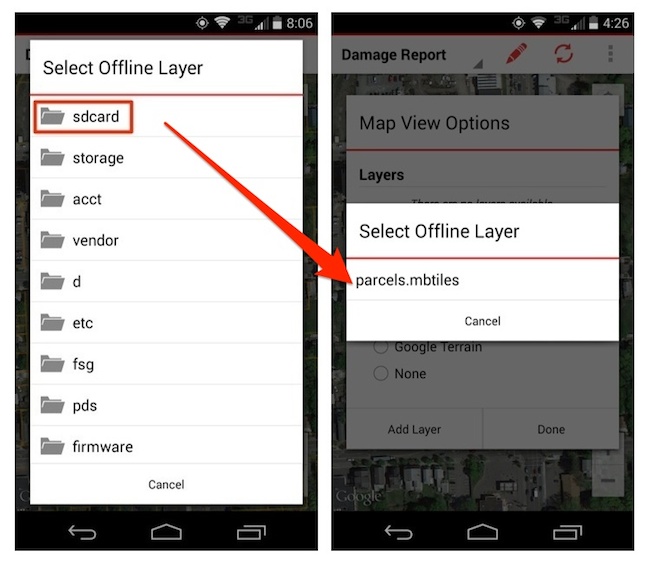 3G 8:06
Select Offline Layer
sdcard
storage
acct
vendor
d
etc
fsg
pds
firmware
Cancel
3G 4:26
Damage Report
Map View Options
Layers
There are no layers available
Select Offline Layer
parcels.mbtiles
Cancel
Google Terrain
None
Add Layer
Done
Google